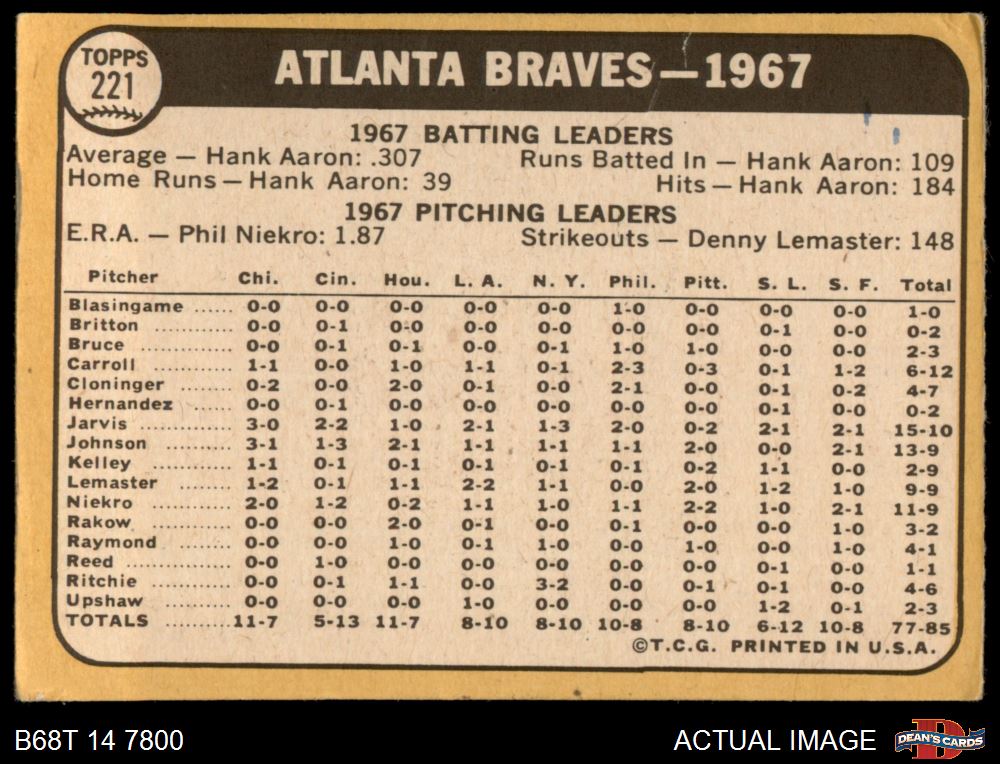 TOPPS
221
ATLANTA BRAVES—1967
1967 BATTING LEADERS
Average — Hank Aaron: .307 Runs Batted In — Hank Aaron: 109
Home Runs — Hank Aaron: 39 Hits — Hank Aaron: 184
1967 PITCHING LEADERS
E.R.A. — Phil Niekro: 1.87 Strikeouts — Denny Lemaster: 148
Pitcher Chi. Cin. Hou. L. A. N. Y. Phil. Pitt. S. L. S. F. Total
Blasingame ...... 0-0 0-0 0-0 0-0 0-0 1-0 0-0 0-0 0-0 1-0
Britton ............. 0-0 0-1 0-0 0-0 0-0 0-0 0-0 0-1 0-0 0-2
Bruce ............. 0-0 0-1 0-1 0-0 0-1 1-0 1-0 0-0 0-0 2-3
Carroll ........... 1-1 0-0 1-0 1-1 0-1 2-3 0-3 0-1 1-2 6-12
Cloninger ......... 0-2 0-0 2-0 0-1 0-0 2-1 0-0 0-1 0-2 4-7
Hernandez ...... 0-0 0-1 0-0 0-0 0-0 0-0 0-0 0-1 0-0 0-2
Jarvis ............. 3-0 2-2 1-0 2-1 1-3 2-0 0-2 2-1 2-1 15-10
Johnson ........... 3-1 1-3 2-1 1-1 1-1 1-1 2-0 0-0 2-1 13-9
Kelley ........... 1-1 0-1 0-1 0-1 0-1 0-1 0-2 1-1 0-0 2-9
Lemaster ......... 1-2 0-1 1-1 2-2 1-1 0-0 2-0 1-2 1-0 9-9
Niekro ............ 2-0 1-2 0-2 1-1 1-0 1-1 2-2 1-0 2-1 11-9
Rakow ............ 0-0 0-0 2-0 0-1 0-0 0-1 0-0 0-0 1-0 3-2
Raymond ........ 0-0 0-0 1-0 0-1 1-0 0-0 1-0 0-0 1-0 4-1
Reed ............. 0-0 1-0 0-0 0-0 0-0 0-0 0-0 0-1 0-0 1-1
Ritchie ........... 0-0 0-1 1-1 0-0 3-2 0-0 0-1 0-1 0-0 4-6
Upshaw .......... 0-0 0-0 0-0 1-0 0-0 0-0 0-0 1-2 0-1 2-3
TOTALS ..........11-7 5-13 11-7 8-10 8-10 10-8 8-10 6-12 10-8 77-85
©T.C.G. PRINTED IN U.S.A.
B68T 14 7800 ACTUAL IMAGE DEAN'S CARDS